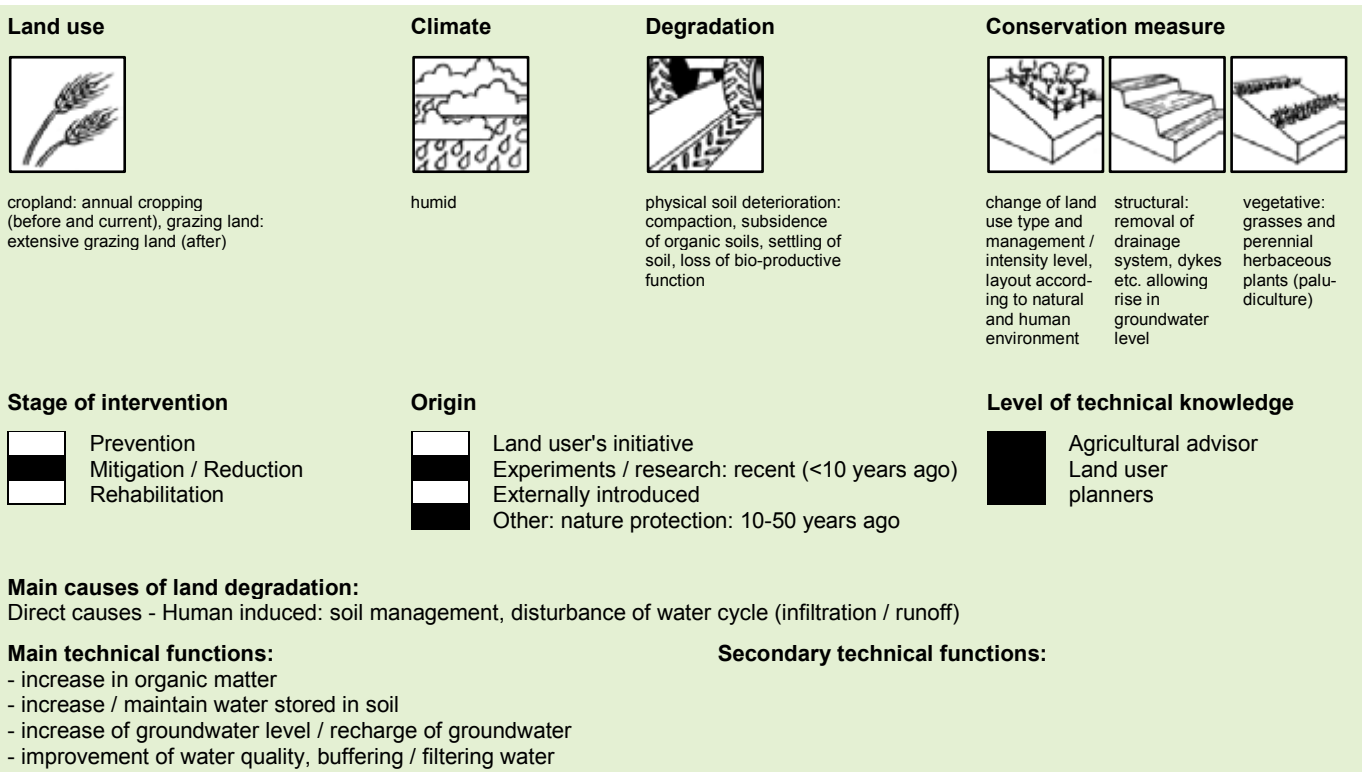 Land use
cropland: annual cropping
(before and current), grazing land:
extensive grazing land (after)
Climate
humid
Degradation
physical soil deterioration:
compaction, subsidence
of organic soils, settling of
soil, loss of bio-productive
function
Conservation measure
change of land
use type and
management /
intensity level,
layout accord-
ing to natural
and human
environment
structural:
removal of
drainage
system, dykes
etc. allowing
rise in
groundwater
level
vegetative:
grasses and
perennial
herbaceous
plants (palu-
diculture)
Stage of intervention
Prevention
Mitigation / Reduction
Rehabilitation
Origin
Land user's initiative
Experiments / research: recent (<10 years ago)
Externally introduced
Other: nature protection: 10-50 years ago
Level of technical knowledge
Agricultural advisor
Land user
planners
Main causes of land degradation:
Direct causes - Human induced: soil management, disturbance of water cycle (infiltration / runoff)
Main technical functions:
- increase in organic matter
- increase / maintain water stored in soil
- increase of groundwater level / recharge of groundwater
- improvement of water quality, buffering / filtering water
Secondary technical functions: